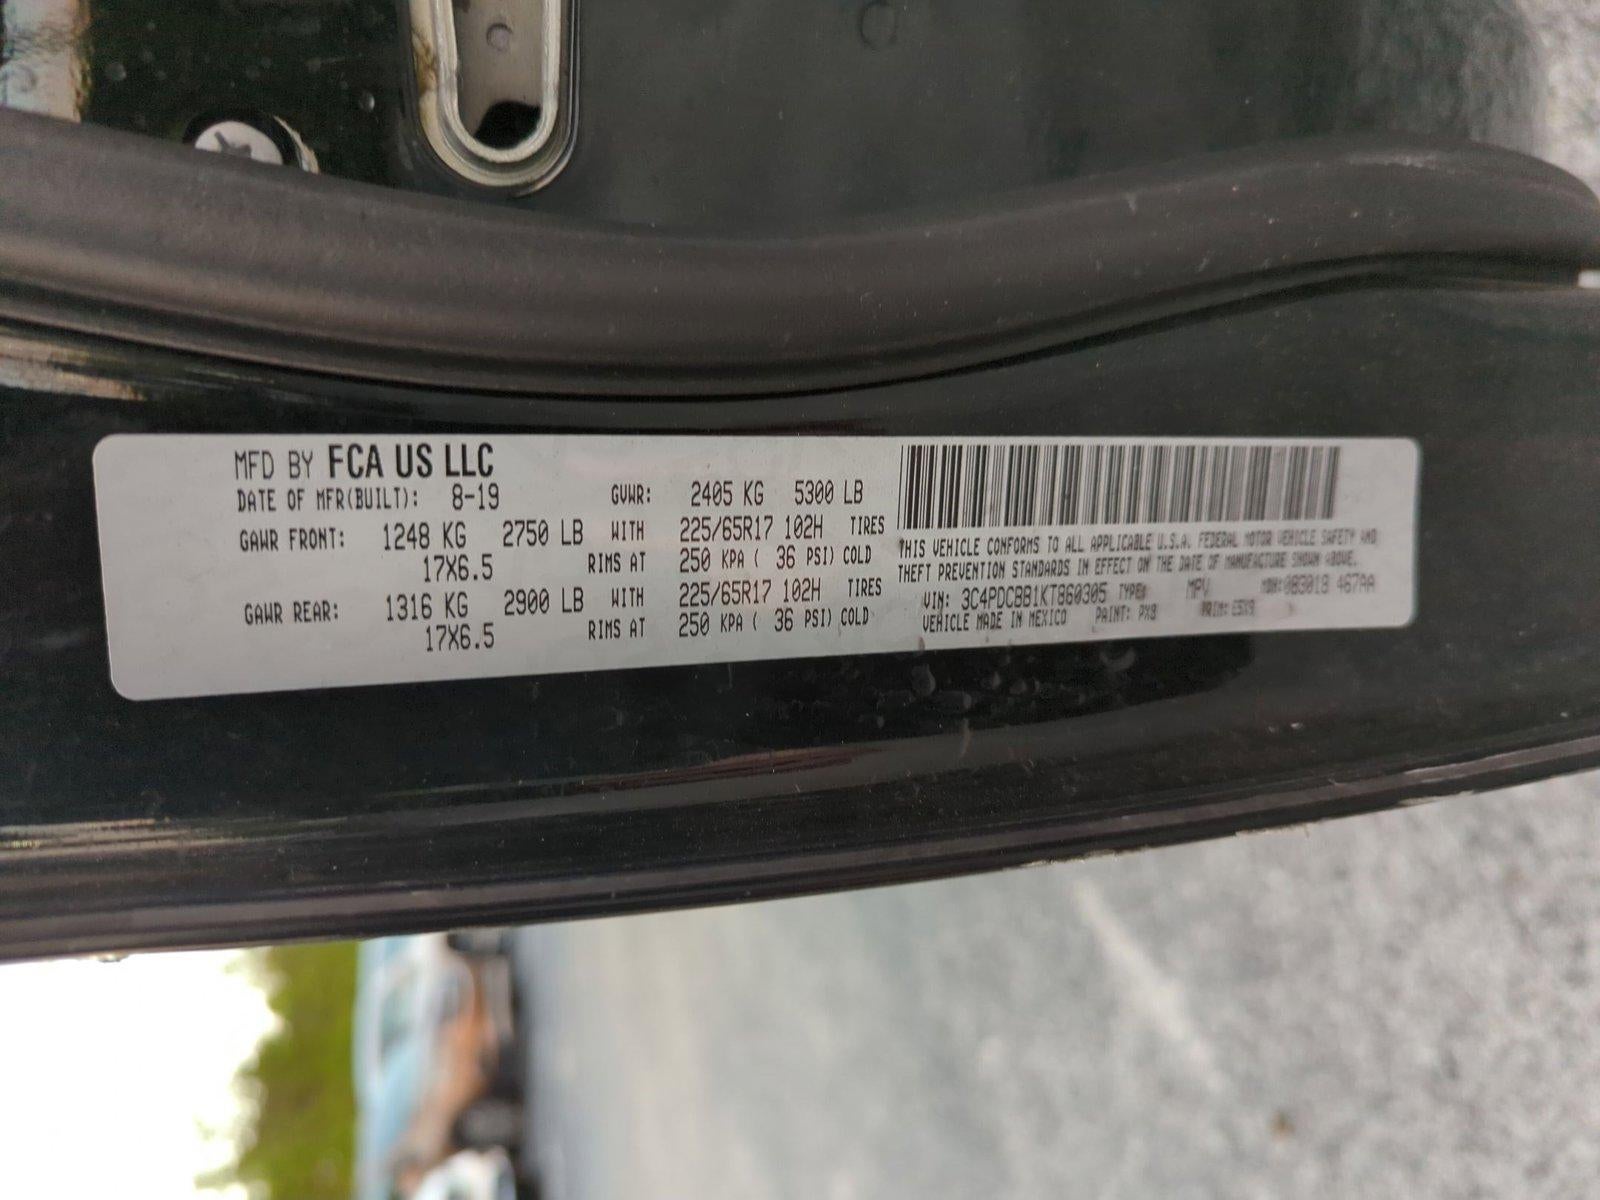 MFD BY FCA US LLC
DATE OF MFR(BUILT): 8-19 GVWR: 2405 KG 5300 LB
GAWR FRONT: 1248 KG 2750 LB WITH 225/65R17 102H TIRES
17X6.5 RIMS AT 250 KPA ( 36 PSI) COLD
GAWR REAR: 1316 KG 2900 LB WITH 225/65R17 102H TIRES
17X6.5 RIMS AT 250 KPA ( 36 PSI) COLD
THIS VEHICLE CONFORMS TO ALL APPLICABLE U.S.A. FEDERAL MOTOR VEHICLE SAFETY AND
THEFT PREVENTION STANDARDS IN EFFECT ON THE DATE OF MANUFACTURE SHOWN ABOVE.
VIN: 3C4PDCBB1KT860305 TYPE: MPV MDH: 083018 467AA
VEHICLE MADE IN MEXICO PAINT: PX8